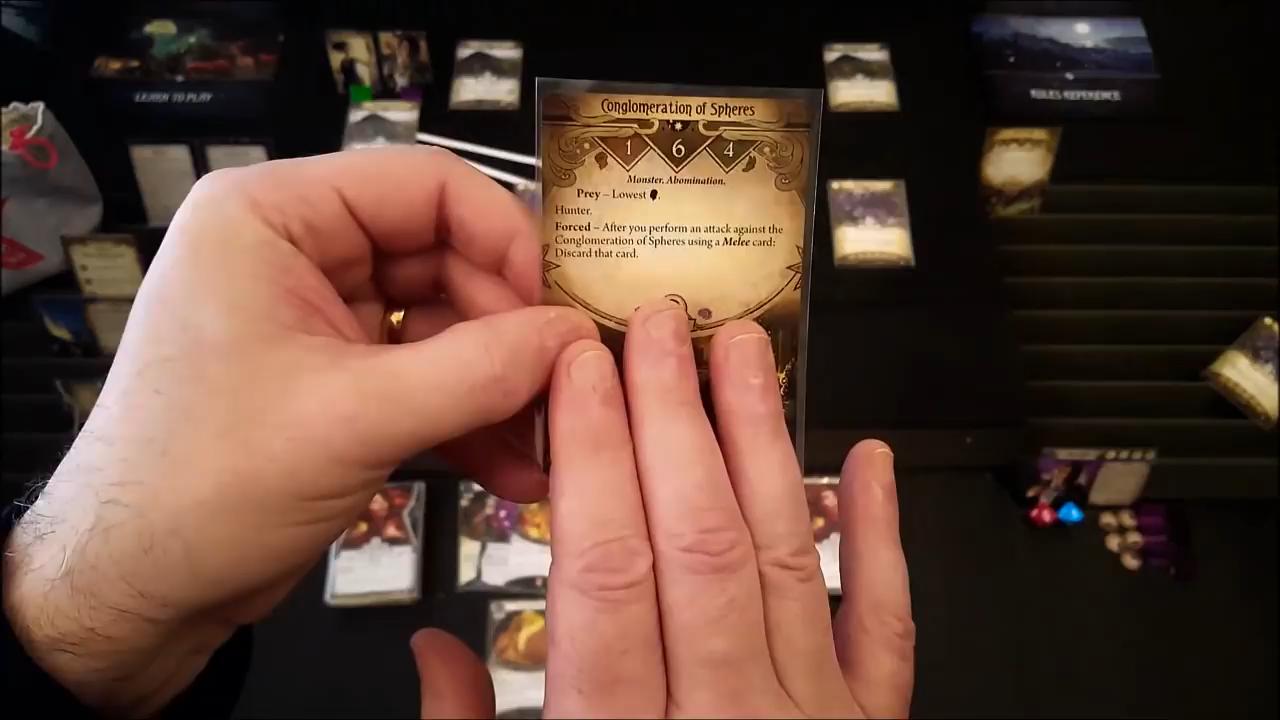 LEARN TO PLAY
RULES REFERENCE
Conglomeration of Spheres
1 6 4
Monster. Abomination.
Prey – Lowest .
Hunter.
Forced – After you perform an attack against the
Conglomeration of Spheres using a Melee card:
Discard that card.